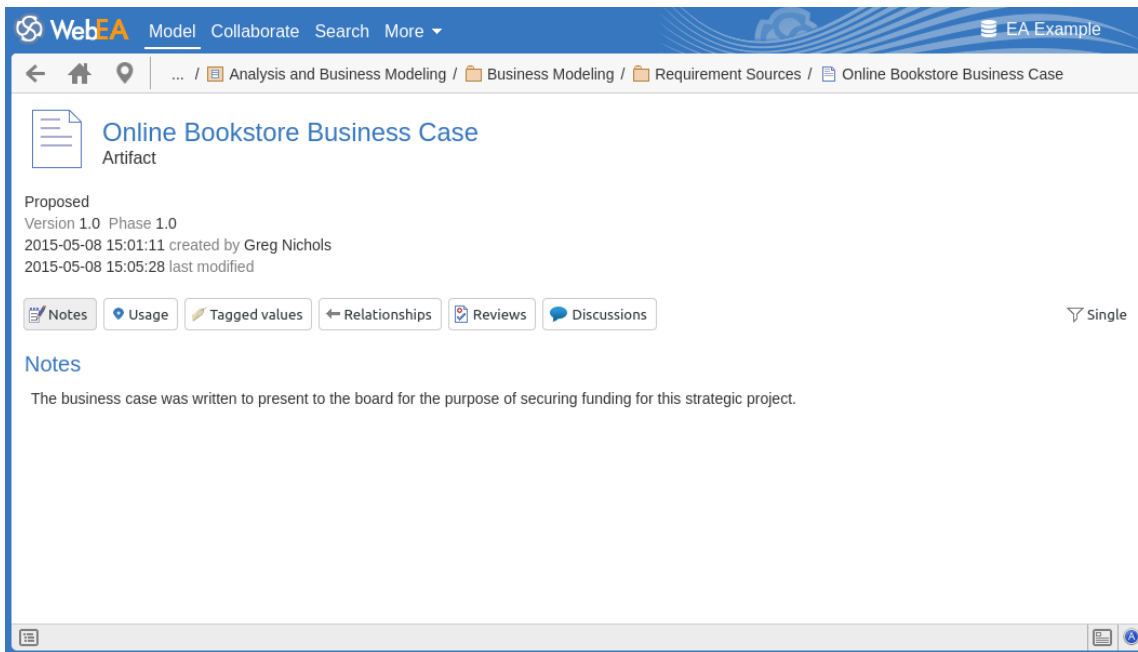 WebEA Model Collaborate Search More EA Example
... / Analysis and Business Modeling / Business Modeling / Requirement Sources / Online Bookstore Business Case
Online Bookstore Business Case
Artifact
Proposed
Version 1.0 Phase 1.0
2015-05-08 15:01:11 created by Greg Nichols
2015-05-08 15:05:28 last modified
Notes Usage Tagged values Relationships Reviews Discussions Single
Notes
The business case was written to present to the board for the purpose of securing funding for this strategic project.
A